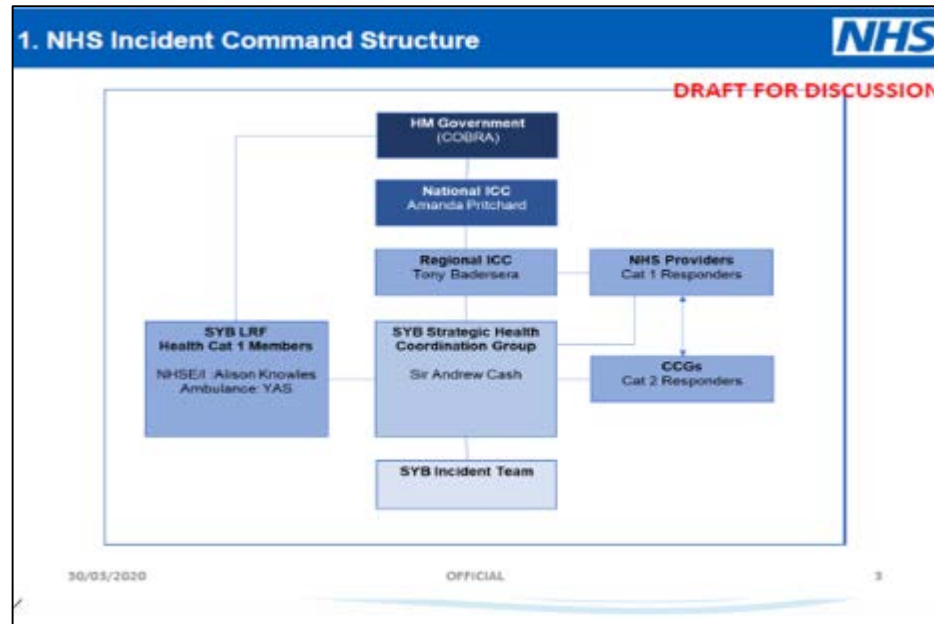 1. NHS Incident Command Structure
NHS
DRAFT FOR DISCUSSION
HM Government
(COBRA)
National ICC
Amanda Pritchard
Regional ICC
Tony Badersera
NHS Providers
Cat 1 Responders
SYB LRF
Health Cat 1 Members
NHSE/I :Alison Knowles
Ambulance: YAS
SYB Strategic Health
Coordination Group
Sir Andrew Cash
CCGs
Cat 2 Responders
SYB Incident Team
30/03/2020
OFFICIAL
3